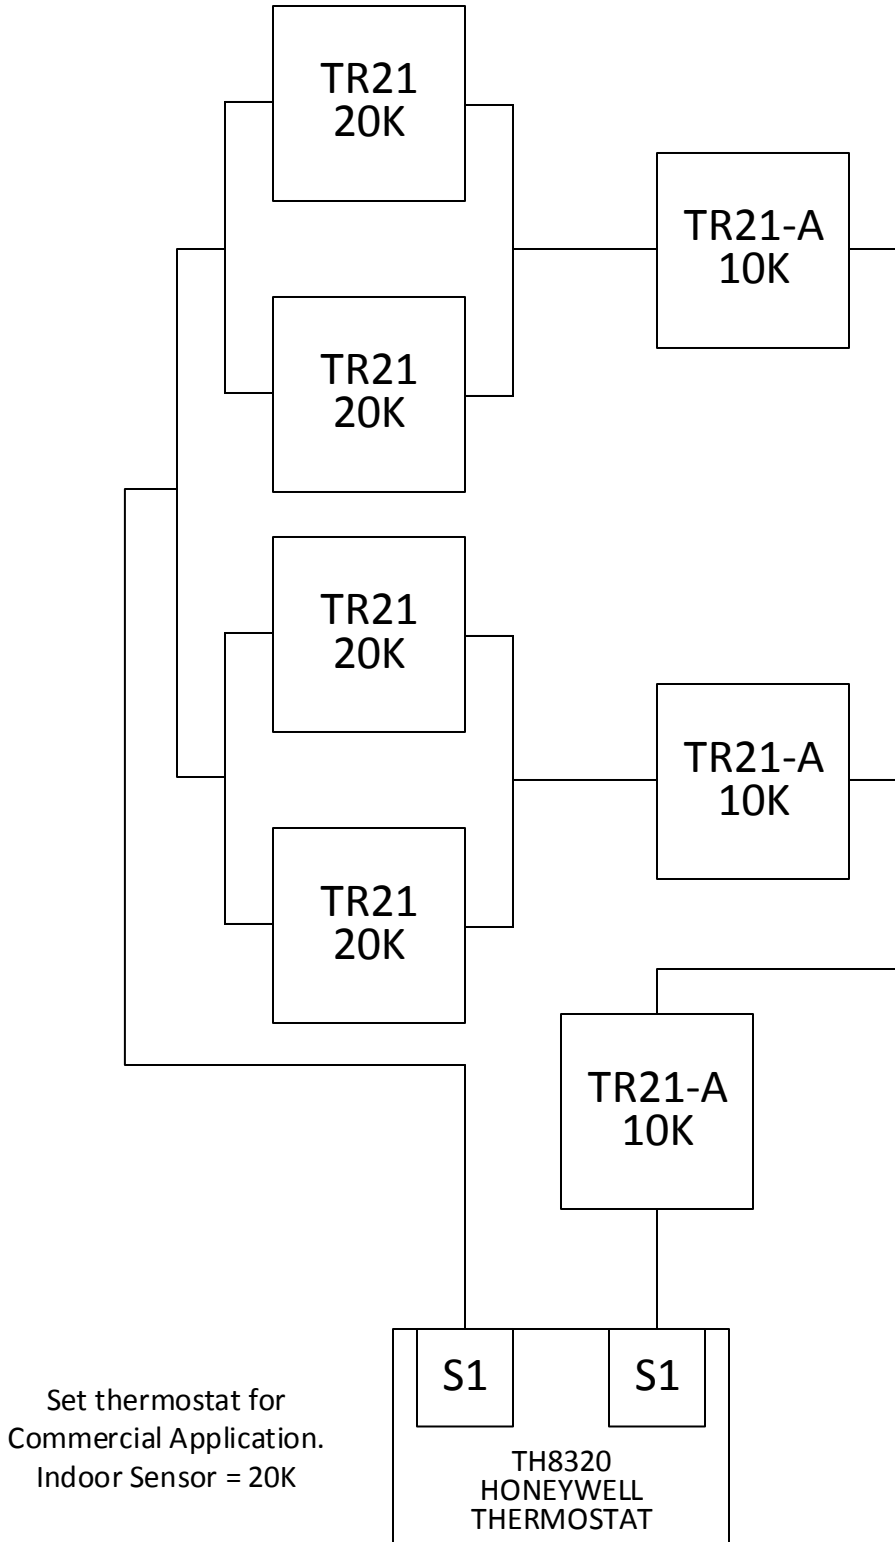 TR21
20K
TR21-A
10K
TR21
20K
TR21
20K
TR21-A
10K
TR21
20K
TR21-A
10K
S1
S1
Set thermostat for
Commercial Application.
Indoor Sensor = 20K
TH8320
HONEYWELL
THERMOSTAT